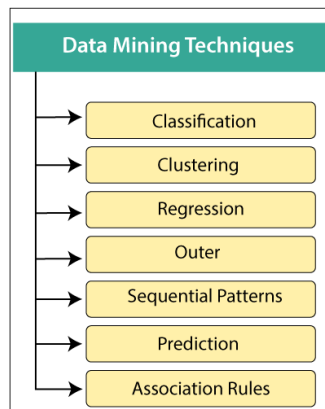 Data Mining Techniques
Classification
Clustering
Regression
Outer
Sequential Patterns
Prediction
Association Rules